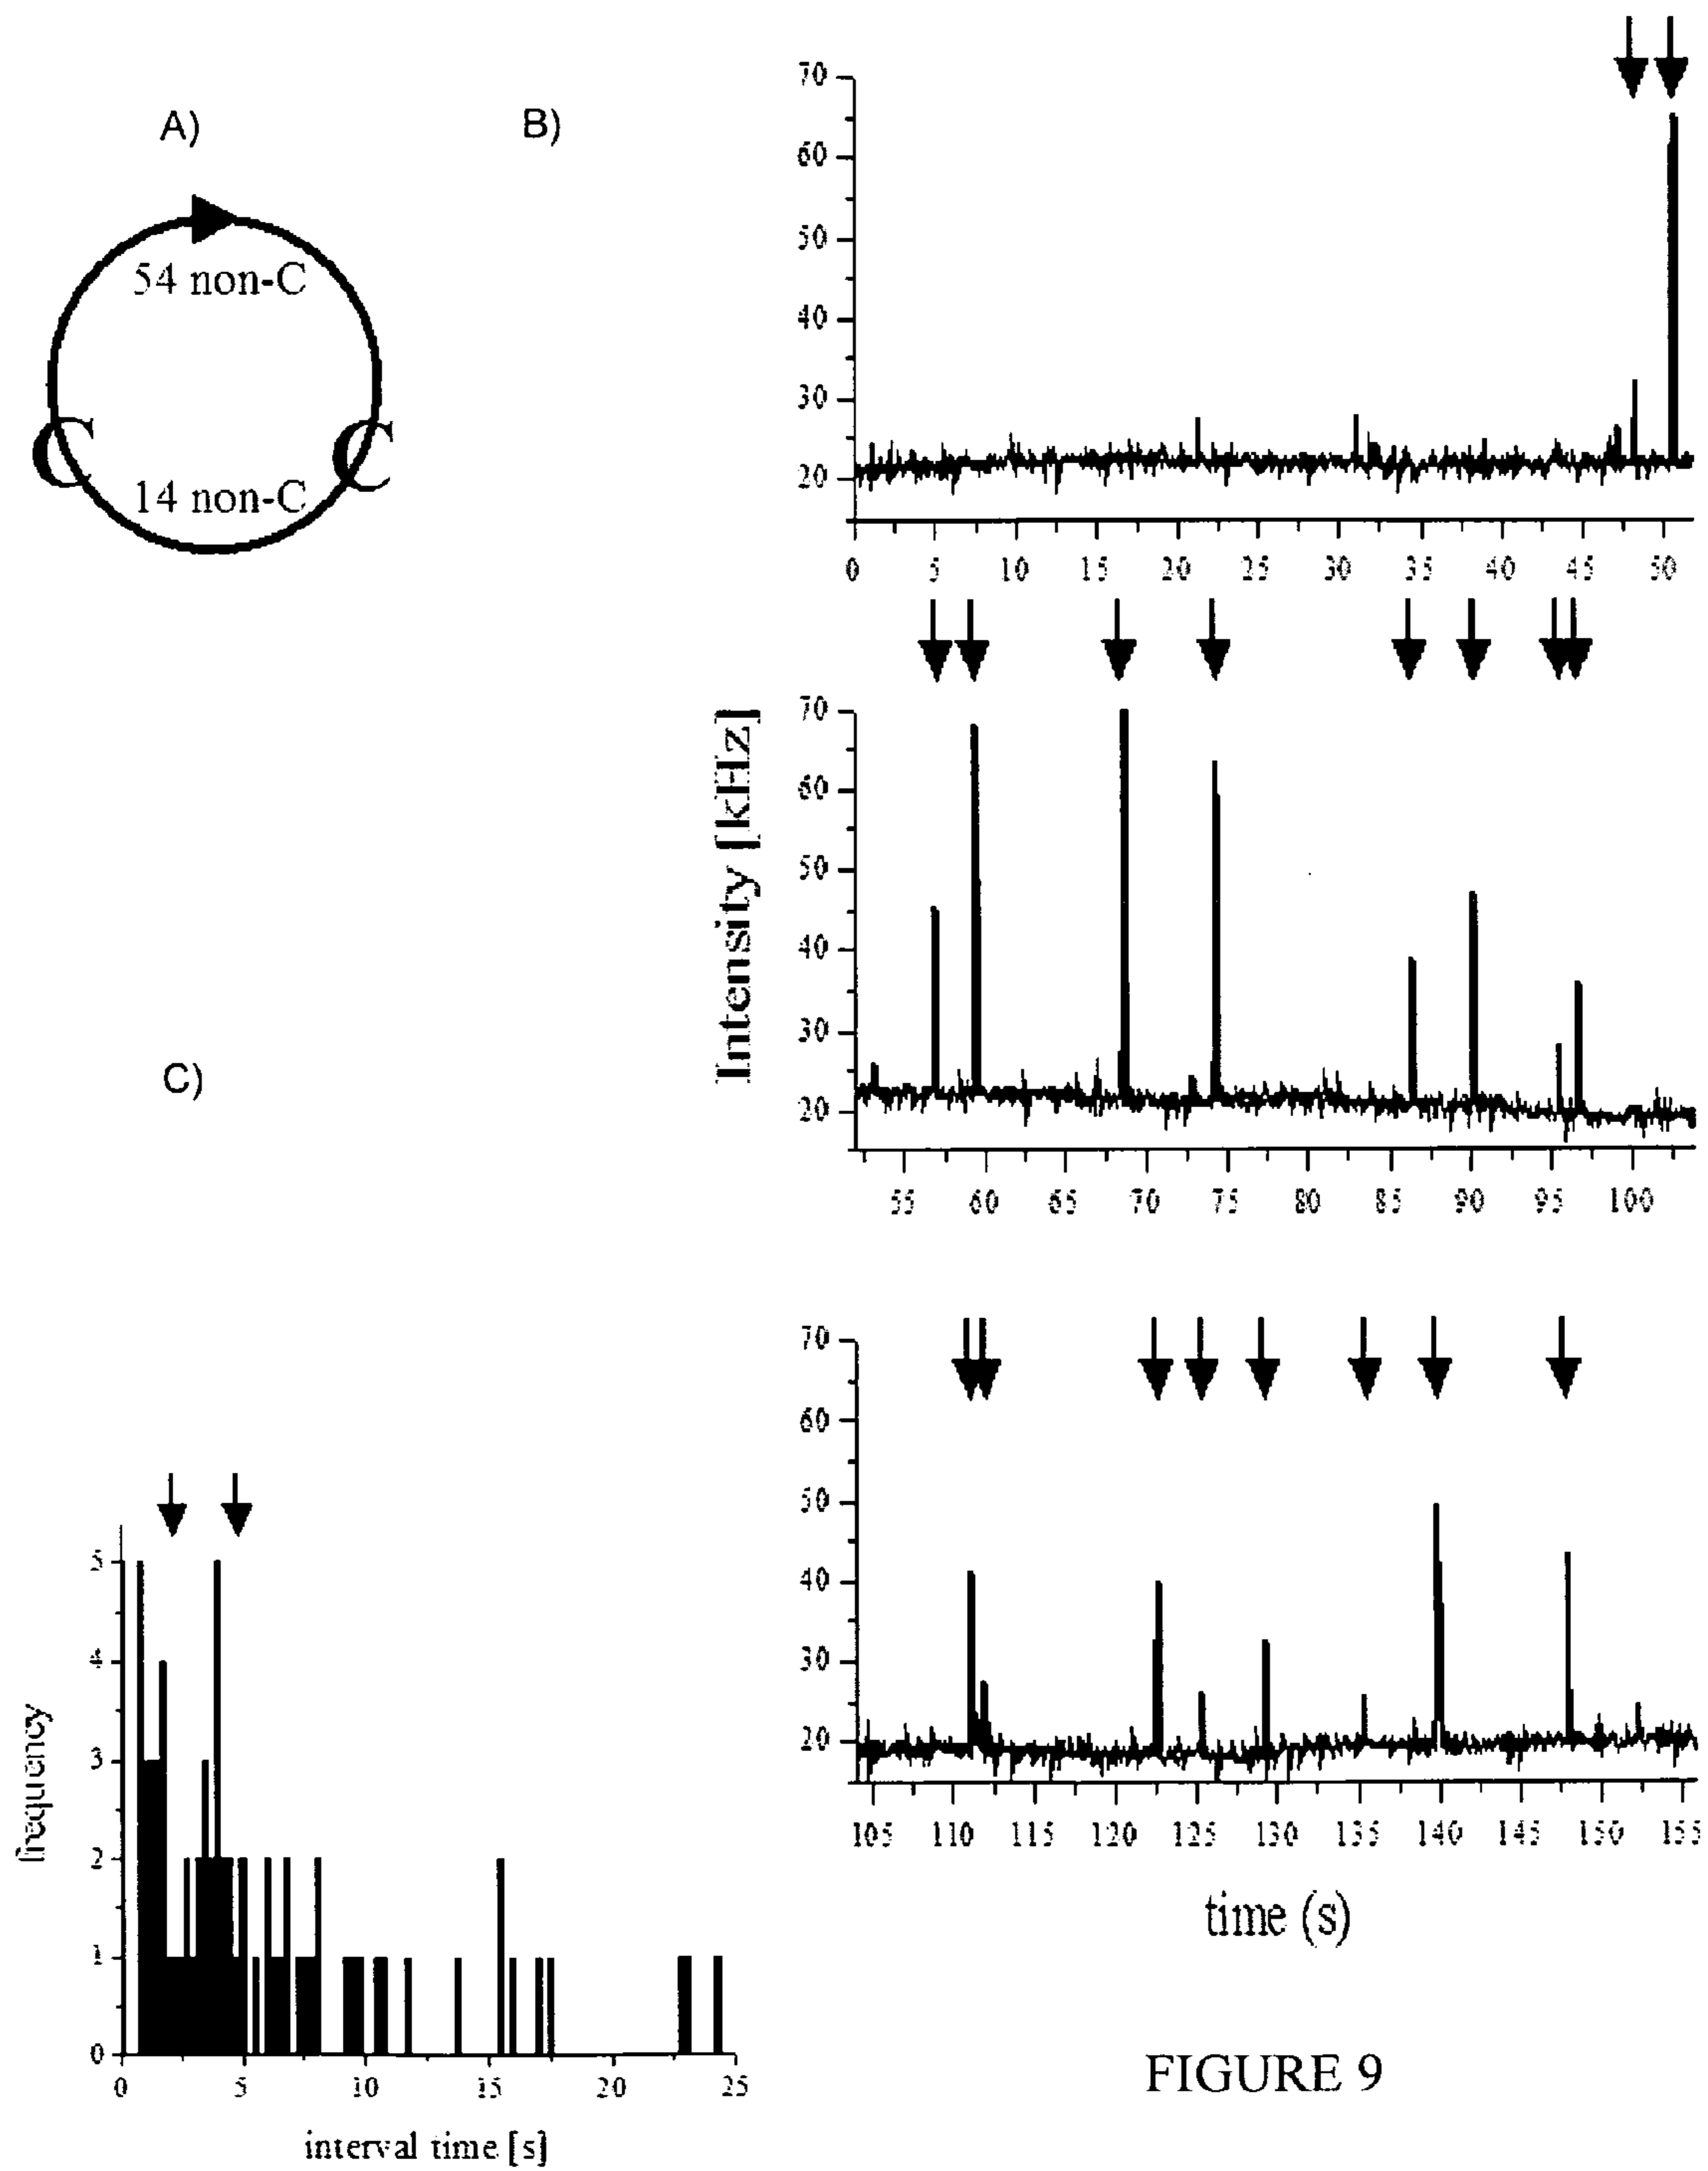 A)
B)
54 non-C
C
C
14 non-C
70
60
50
40
30
20
0 5 10 15 20 25 30 35 40 45 50
Intensity [kHz]
70
60
50
40
30
20
55 60 65 70 75 80 85 90 95 100
C)
70
60
50
40
30
20
105 110 115 120 125 130 135 140 145 150 155
time (s)
frequency
5
4
3
2
1
0
0 5 10 15 20 25
interval time [s]
FIGURE 9